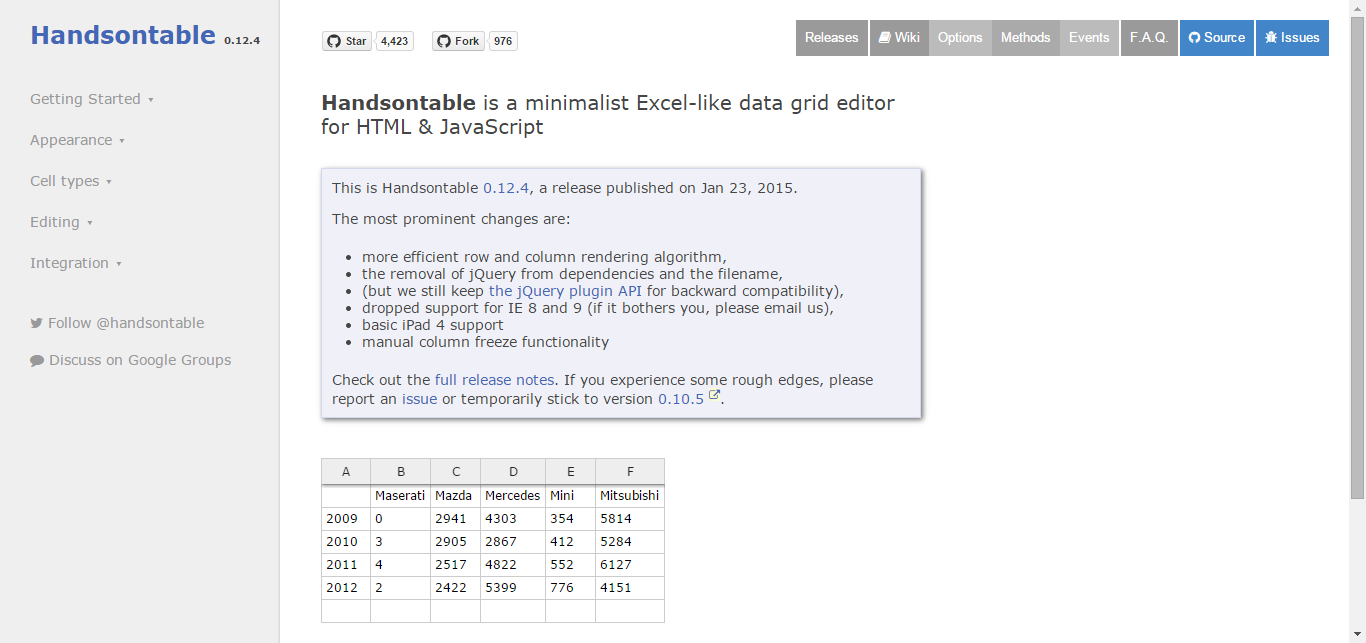 Handsontable 0.12.4
Getting Started ▾
Appearance ▾
Cell types ▾
Editing ▾
Integration ▾
Follow @handsontable
Discuss on Google Groups
Star 4,423 Fork 976
Releases Wiki Options Methods Events F.A.Q. Source Issues
Handsontable is a minimalist Excel-like data grid editor
for HTML & JavaScript
This is Handsontable 0.12.4, a release published on Jan 23, 2015.
The most prominent changes are:
• more efficient row and column rendering algorithm,
• the removal of jQuery from dependencies and the filename,
• (but we still keep the jQuery plugin API for backward compatibility),
• dropped support for IE 8 and 9 (if it bothers you, please email us),
• basic iPad 4 support
• manual column freeze functionality
Check out the full release notes. If you experience some rough edges, please
report an issue or temporarily stick to version 0.10.5 .
A B C D E F
Maserati Mazda Mercedes Mini Mitsubishi
2009 0 2941 4303 354 5814
2010 3 2905 2867 412 5284
2011 4 2517 4822 552 6127
2012 2 2422 5399 776 4151